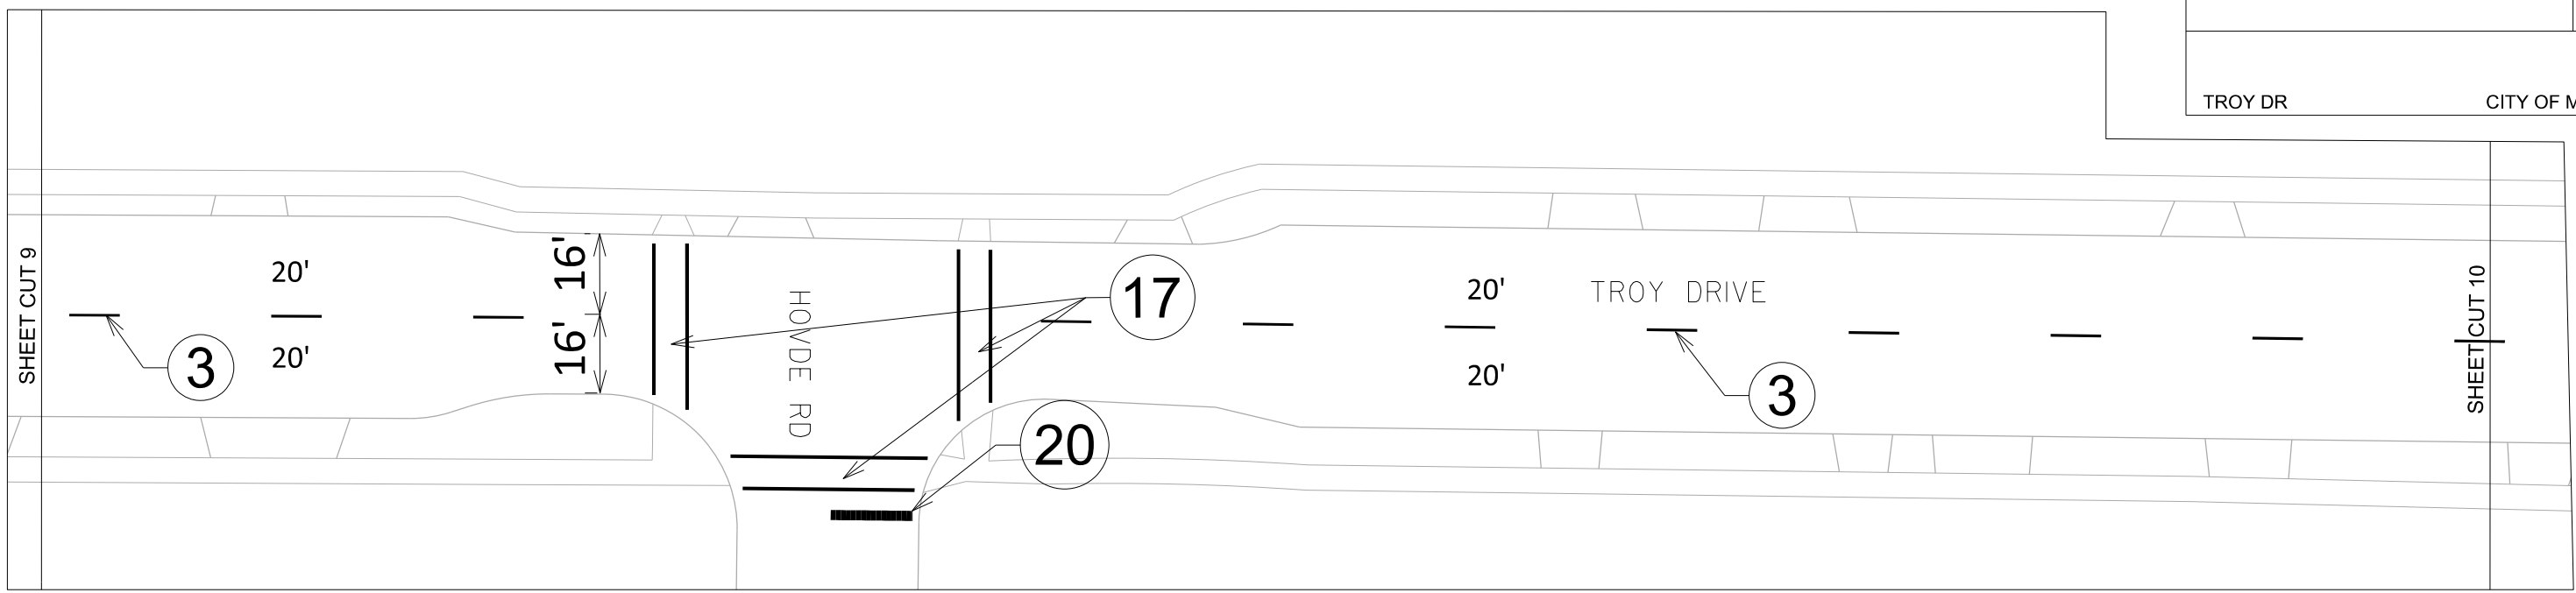 TROY DR
CITY OF M
SHEET CUT 9
3
20'
20'
16'
16'
HOVDE RD
17
20
20'
20'
TROY DRIVE
3
SHEET CUT 10